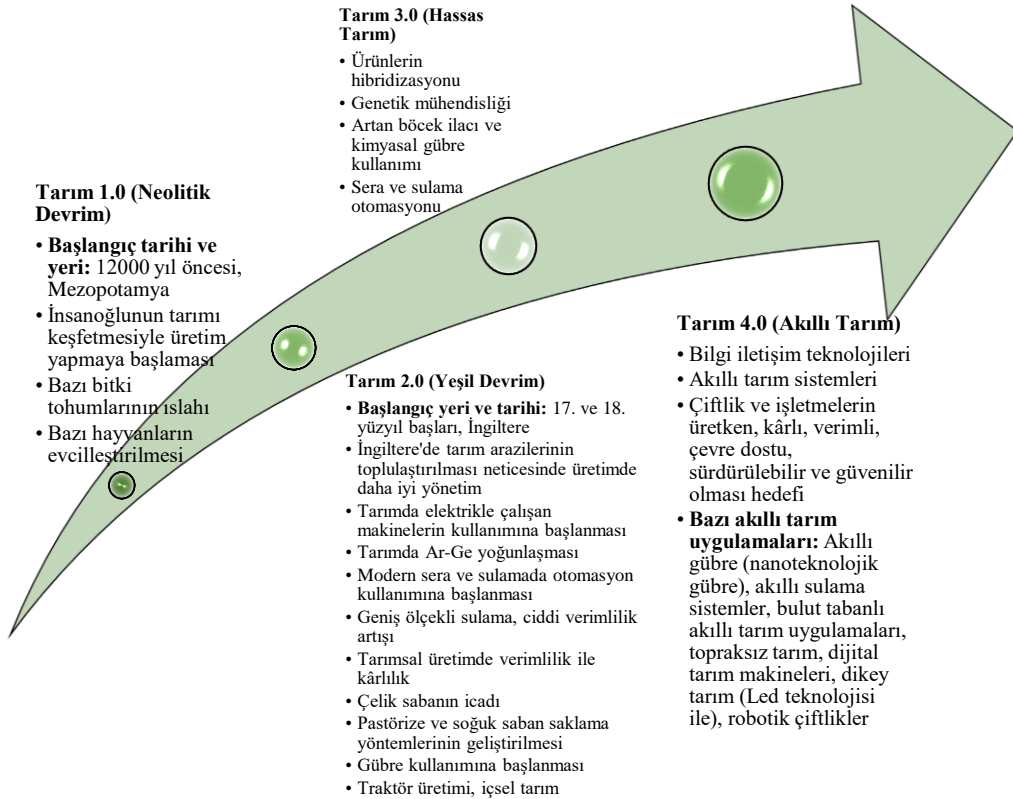 Tarım 1.0 (Neolitik
Devrim)
• Başlangıç tarihi ve
yeri: 12000 yıl öncesi,
Mezopotamya
• İnsanoğlunun tarımı
keşfetmesiyle üretim
yapmaya başlaması
• Bazı bitki
tohumlarının ıslahı
• Bazı hayvanların
evcilleştirilmesi
Tarım 2.0 (Yeşil Devrim)
• Başlangıç yeri ve tarihi: 17. ve 18.
yüzyıl başları, İngiltere
• İngiltere'de tarım arazilerinin
toplulaştırılması neticesinde üretimde
daha iyi yönetim
• Tarımda elektrikle çalışan
makinelerin kullanımına başlanması
• Tarımda Ar-Ge yoğunlaşması
• Modern sera ve sulamada otomasyon
kullanımına başlanması
• Geniş ölçekli sulama, ciddi verimlilik
artışı
• Tarımsal üretimde verimlilik ile
kârlılık
• Çelik sabanın icadı
• Pastörize ve soğuk saban saklama
yöntemlerinin geliştirilmesi
• Gübre kullanımına başlanması
• Traktör üretimi, içsel tarım
Tarım 3.0 (Hassas
Tarım)
• Ürünlerin
hibridizasyonu
• Genetik mühendisliği
• Artan böcek ilacı ve
kimyasal gübre
kullanımı
• Sera ve sulama
otomasyonu
Tarım 4.0 (Akıllı Tarım)
• Bilgi iletişim teknolojileri
• Akıllı tarım sistemleri
• Çiftlik ve işletmelerin
üretken, kârlı, verimli,
çevre dostu,
sürdürülebilir ve güvenilir
olması hedefi
• Bazı akıllı tarım
uygulamaları: Akıllı
gübre (nanoteknolojik
gübre), akıllı sulama
sistemler, bulut tabanlı
akıllı tarım uygulamaları,
topraksız tarım, dijital
tarım makineleri, dikey
tarım (Led teknolojisi
ile), robotik çiftlikler